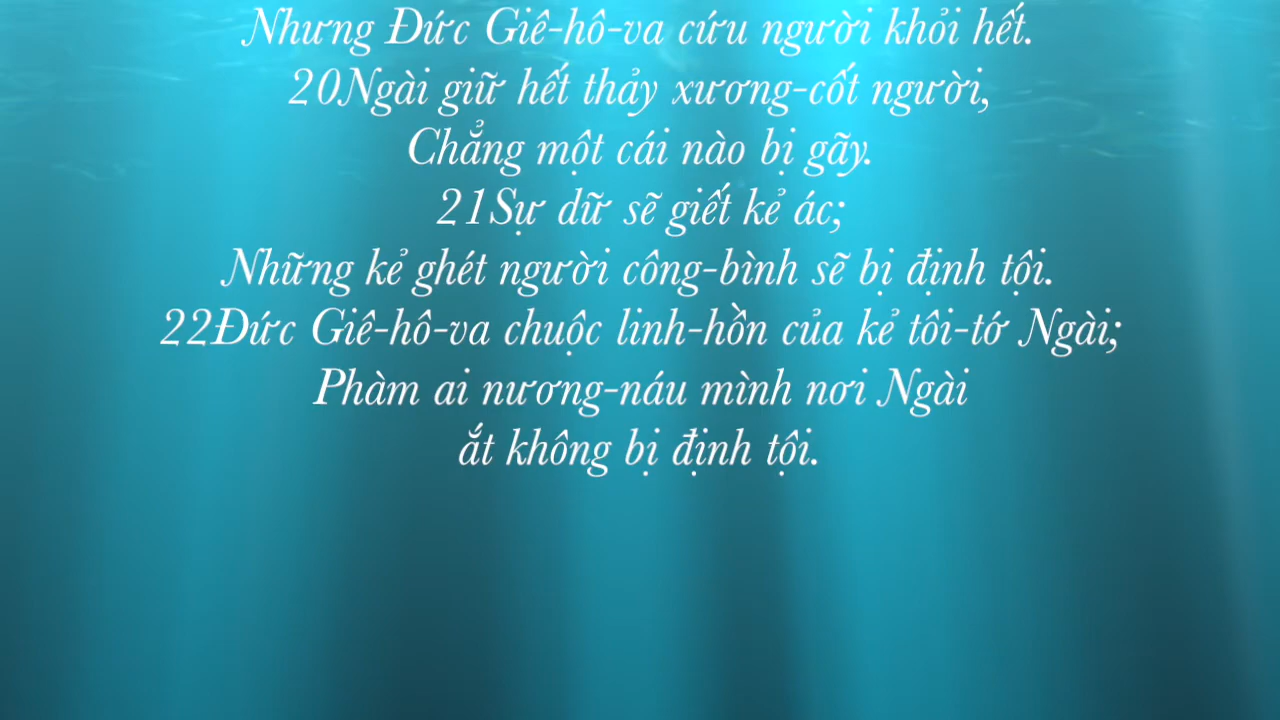 Nhưng Đức Giê-hô-va cứu người khỏi hết.
20Ngài giữ hết thảy xương-cốt người,
Chẳng một cái nào bị gãy.
21Sự dữ sẽ giết kẻ ác;
Những kẻ ghét người công-bình sẽ bị định tội.
22Đức Giê-hô-va chuộc linh-hồn của kẻ tôi-tớ Ngài;
Phàm ai nương-náu mình nơi Ngài
ắt không bị định tội.